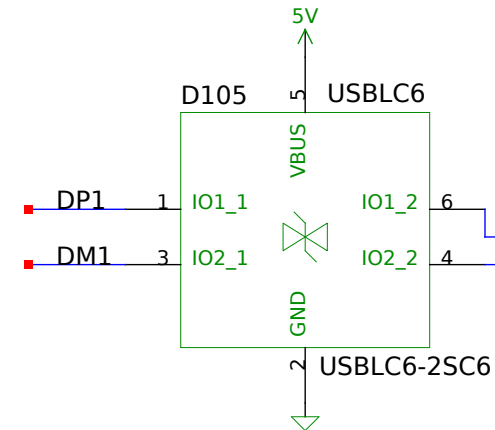 5V
D105
USBLC6
5
VBUS
DP1
1
IO1_1
IO1_2
6
DM1
3
IO2_1
IO2_2
4
GND
2
USBLC6-2SC6